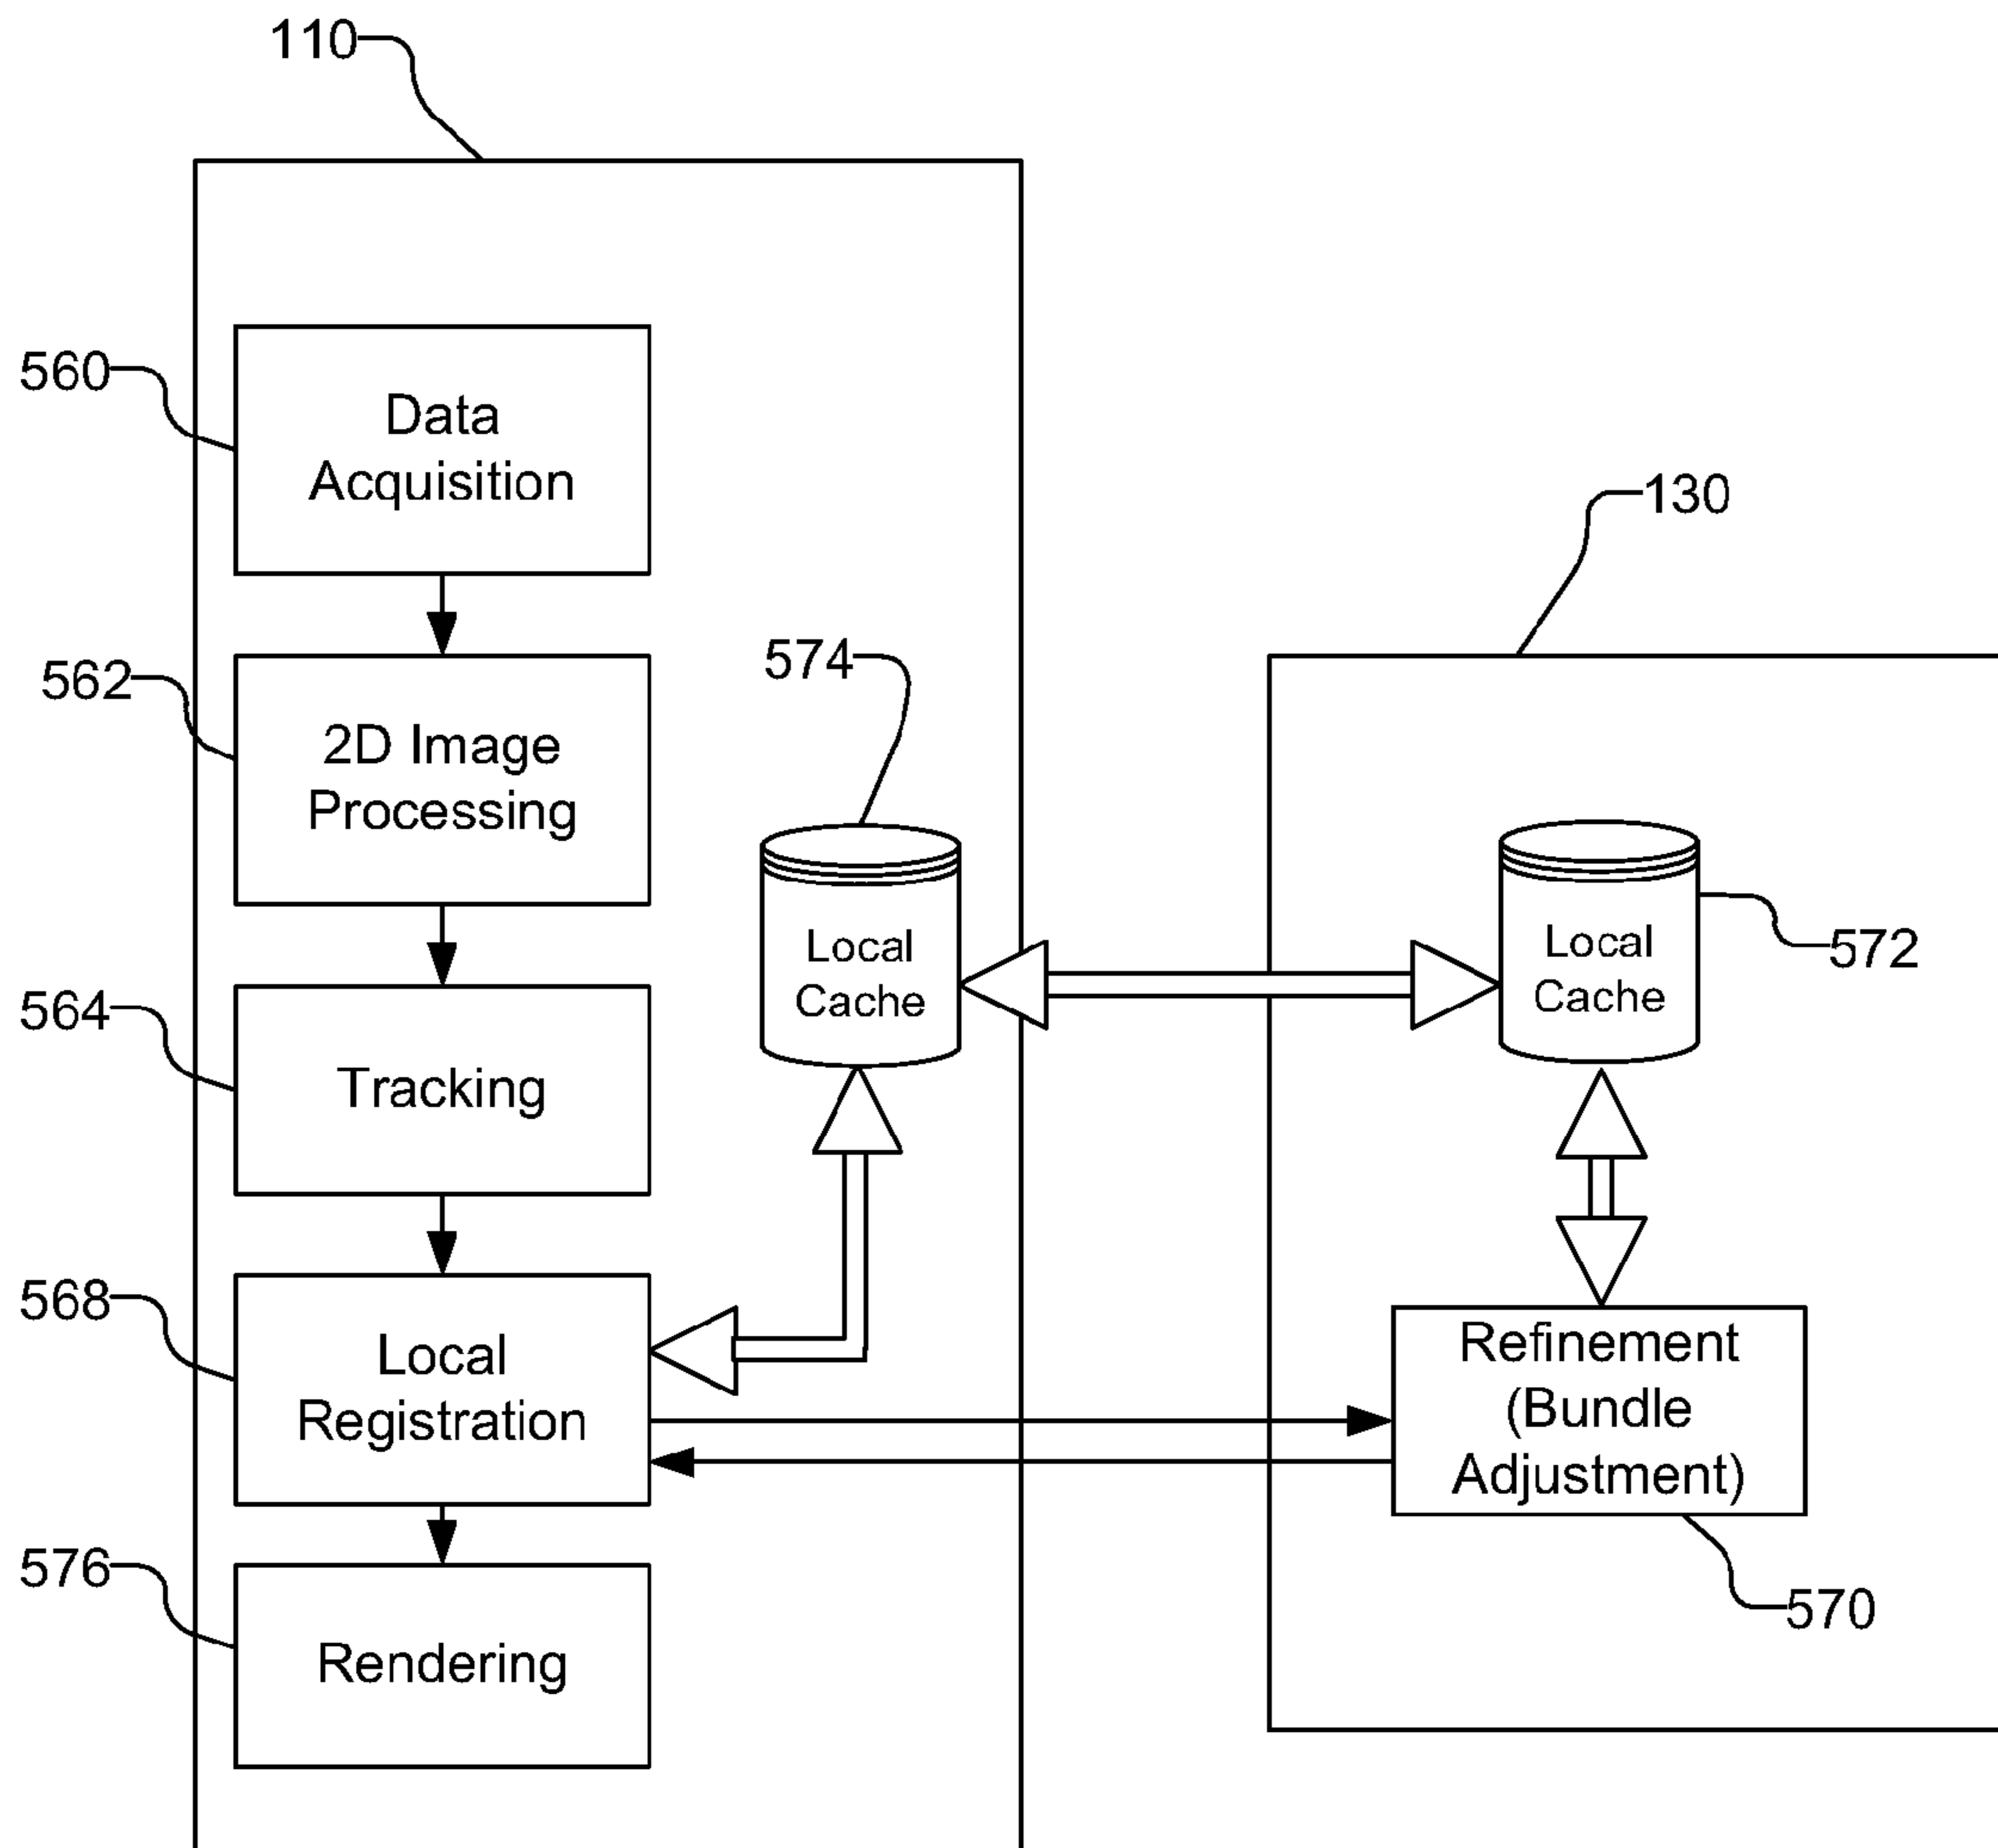 110
560
Data
Acquisition
130
562
2D Image
Processing
574
Local
Cache
Local
Cache
572
564
Tracking
568
Local
Registration
Refinement
(Bundle
Adjustment)
576
Rendering
570